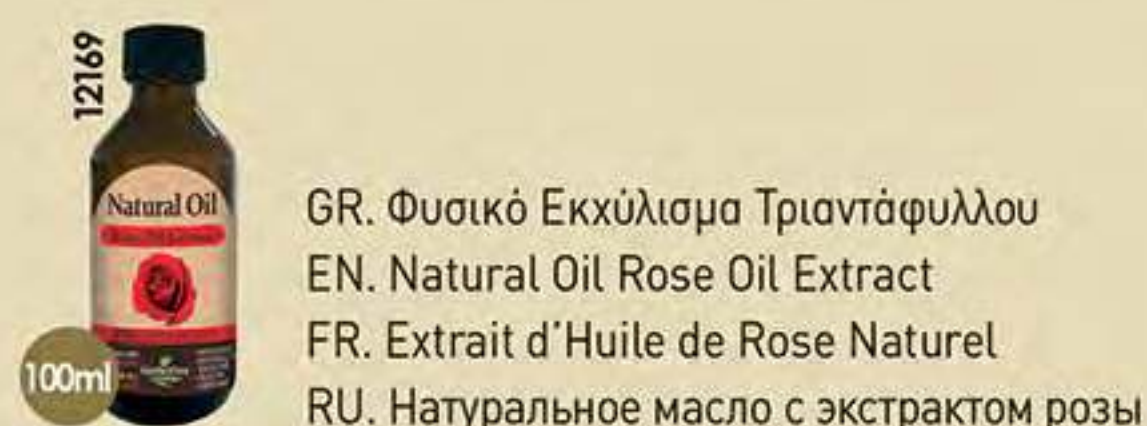 12169
Natural Oil
100ml
GR. Φυσικό Εκχύλισμα Τριαντάφυλλου
EN. Natural Oil Rose Oil Extract
FR. Extrait d'Huile de Rose Naturel
RU. Натуральное масло с экстрактом розы